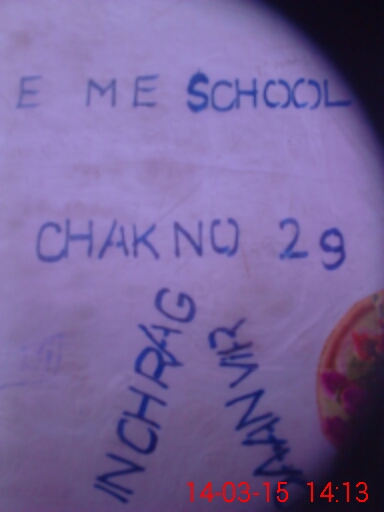 E ME SCHOOL
CHAK NO 29
INCHRAG
14-03-15 14:13